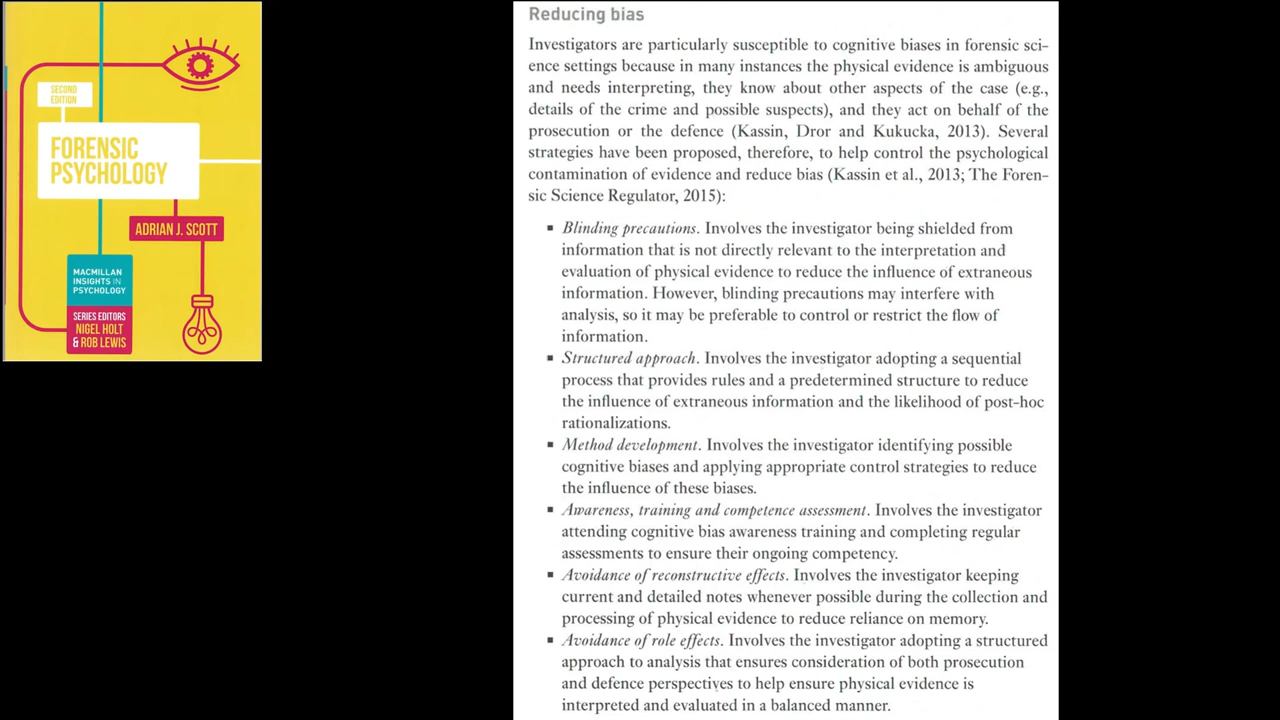 SECOND
EDITION
FORENSIC
PSYCHOLOGY
ADRIAN J. SCOTT
MACMILLAN
INSIGHTS IN
PSYCHOLOGY
SERIES EDITORS
NIGEL HOLT
& ROB LEWIS
Reducing bias
Investigators are particularly susceptible to cognitive biases in forensic sci-
ence settings because in many instances the physical evidence is ambiguous
and needs interpreting, they know about other aspects of the case (e.g.,
details of the crime and possible suspects), and they act on behalf of the
prosecution or the defence (Kassin, Dror and Kukucka, 2013). Several
strategies have been proposed, therefore, to help control the psychological
contamination of evidence and reduce bias (Kassin et al., 2013; The Foren-
sic Science Regulator, 2015):
▪ Blinding precautions. Involves the investigator being shielded from
information that is not directly relevant to the interpretation and
evaluation of physical evidence to reduce the influence of extraneous
information. However, blinding precautions may interfere with
analysis, so it may be preferable to control or restrict the flow of
information.
▪ Structured approach. Involves the investigator adopting a sequential
process that provides rules and a predetermined structure to reduce
the influence of extraneous information and the likelihood of post-hoc
rationalizations.
▪ Method development. Involves the investigator identifying possible
cognitive biases and applying appropriate control strategies to reduce
the influence of these biases.
▪ Awareness, training and competence assessment. Involves the investigator
attending cognitive bias awareness training and completing regular
assessments to ensure their ongoing competency.
▪ Avoidance of reconstructive effects. Involves the investigator keeping
current and detailed notes whenever possible during the collection and
processing of physical evidence to reduce reliance on memory.
▪ Avoidance of role effects. Involves the investigator adopting a structured
approach to analysis that ensures consideration of both prosecution
and defence perspectives to help ensure physical evidence is
interpreted and evaluated in a balanced manner.